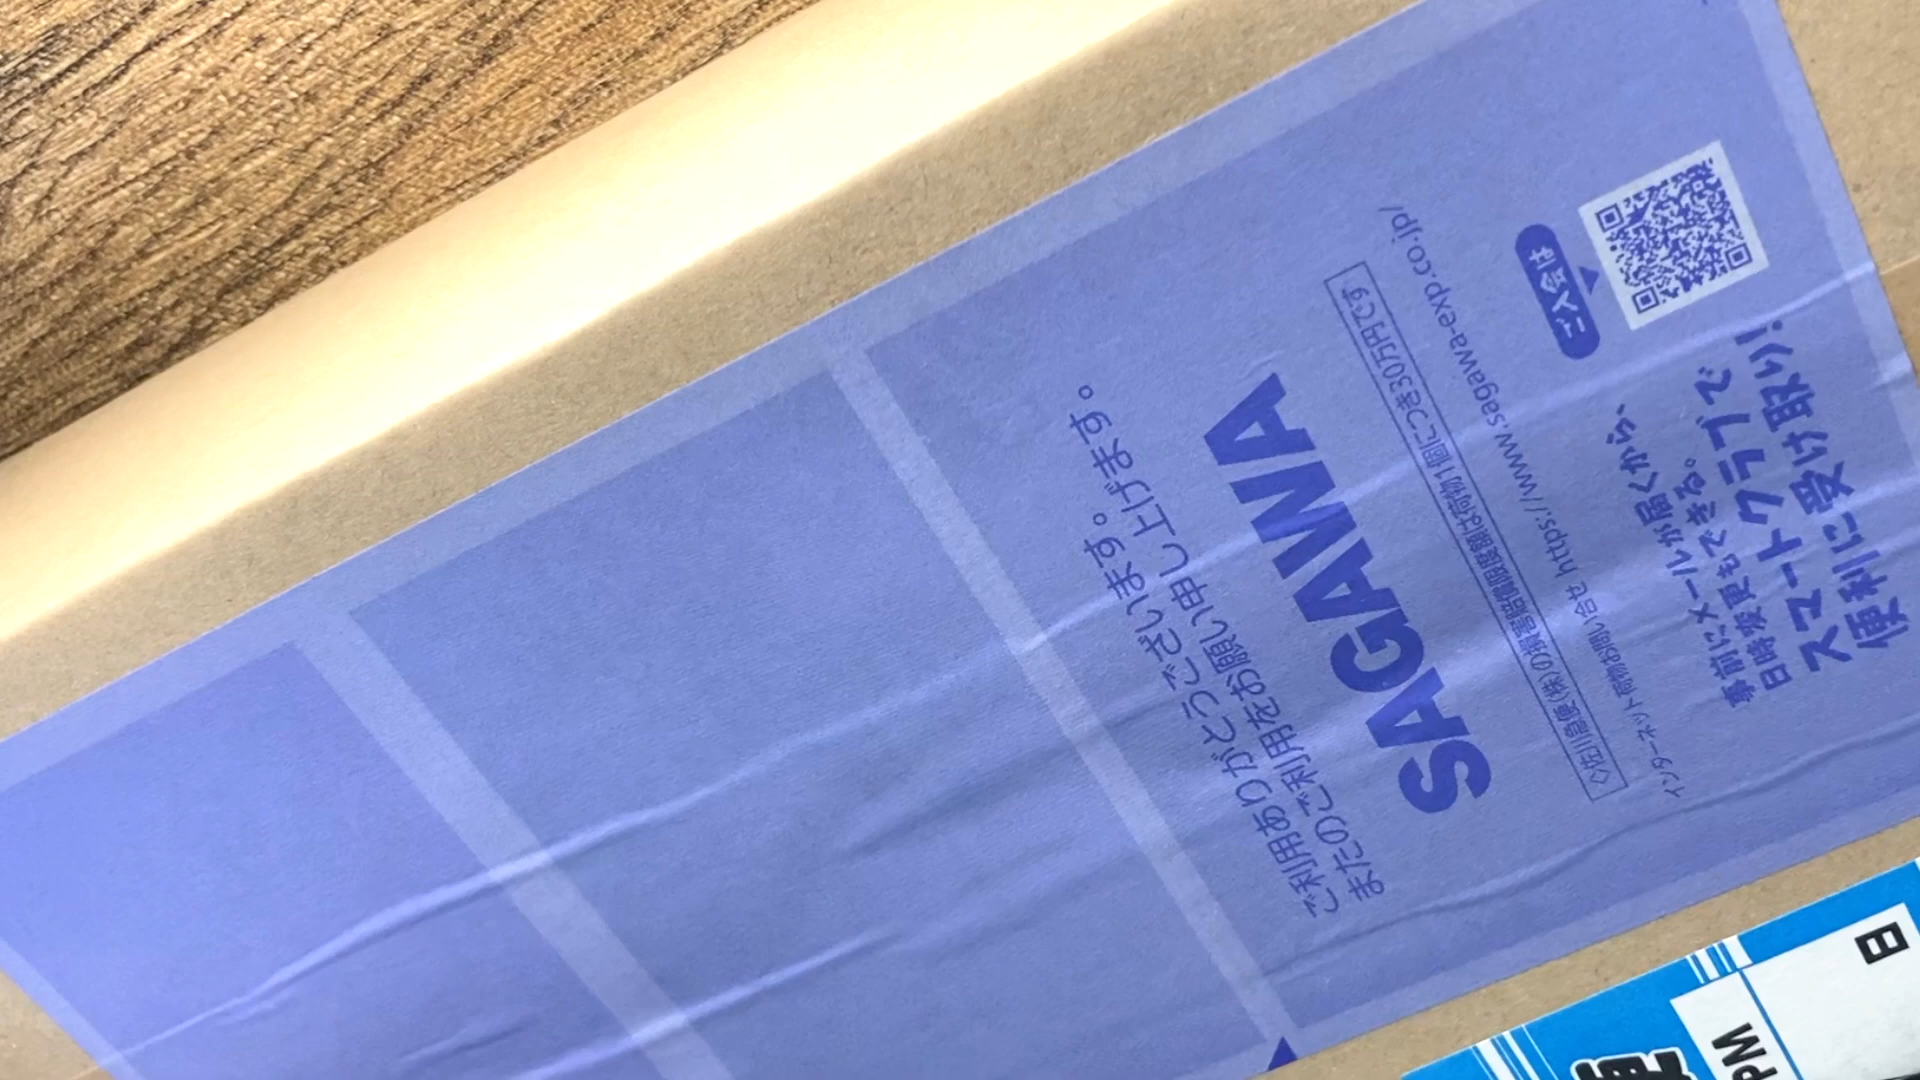 ご利用ありがとうございます。
またのご利用をお願い申し上げます。
SAGAWA
<佐川急便(株)の損害賠償限度額は荷物1個につき30万円です。
インターネット荷物お問い合せ https://www.sagawa-exp.co.jp/
事前にメールが届くから、
日時変更もできる。
スマートクラブで
便利に受け取り!
ご入会は
PM
日